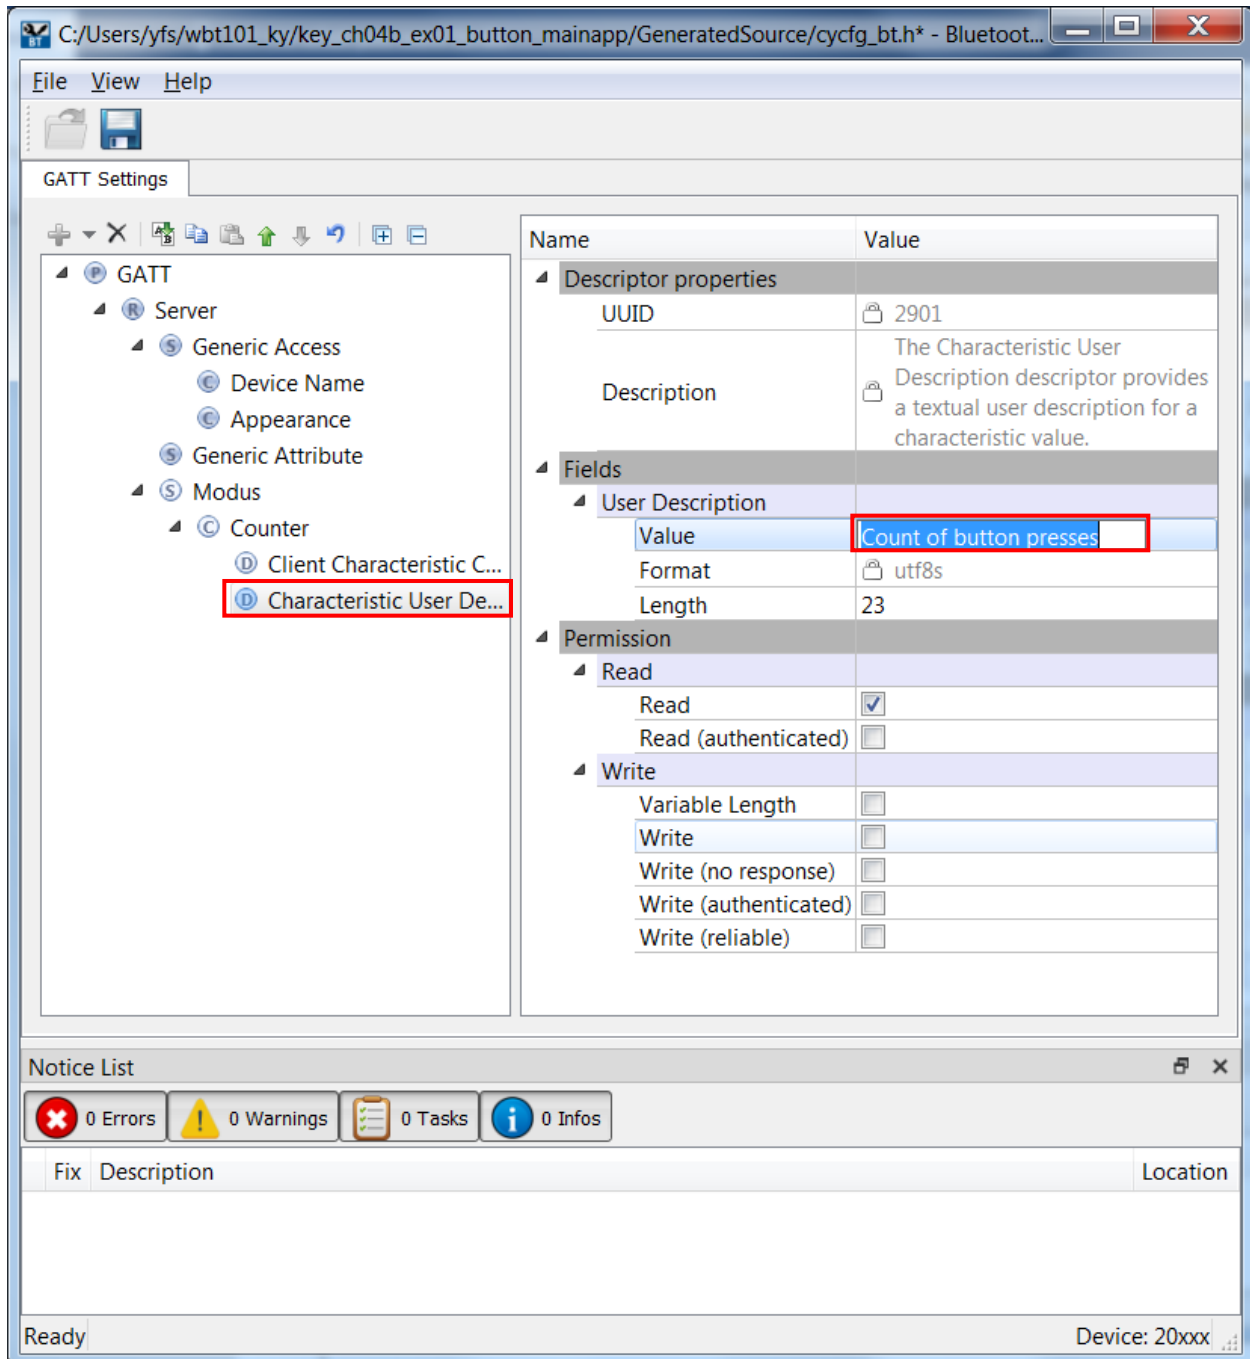 C:/Users/yfs/wbt101_ky/key_ch04b_ex01_button_mainapp/GeneratedSource/cycfg_bt.h* - Bluetoot...
File View Help
GATT Settings
GATT
Server
Generic Access
Device Name
Appearance
Generic Attribute
Modus
Counter
Client Characteristic C...
Characteristic User De...
Name Value
Descriptor properties
UUID 2901
Description The Characteristic User
Description descriptor provides
a textual user description for a
characteristic value.
Fields
User Description
Value Count of button presses
Format utf8s
Length 23
Permission
Read
Read
Read (authenticated)
Write
Variable Length
Write
Write (no response)
Write (authenticated)
Write (reliable)
Notice List
0 Errors 0 Warnings 0 Tasks 0 Infos
Fix Description Location
Ready Device: 20xxx